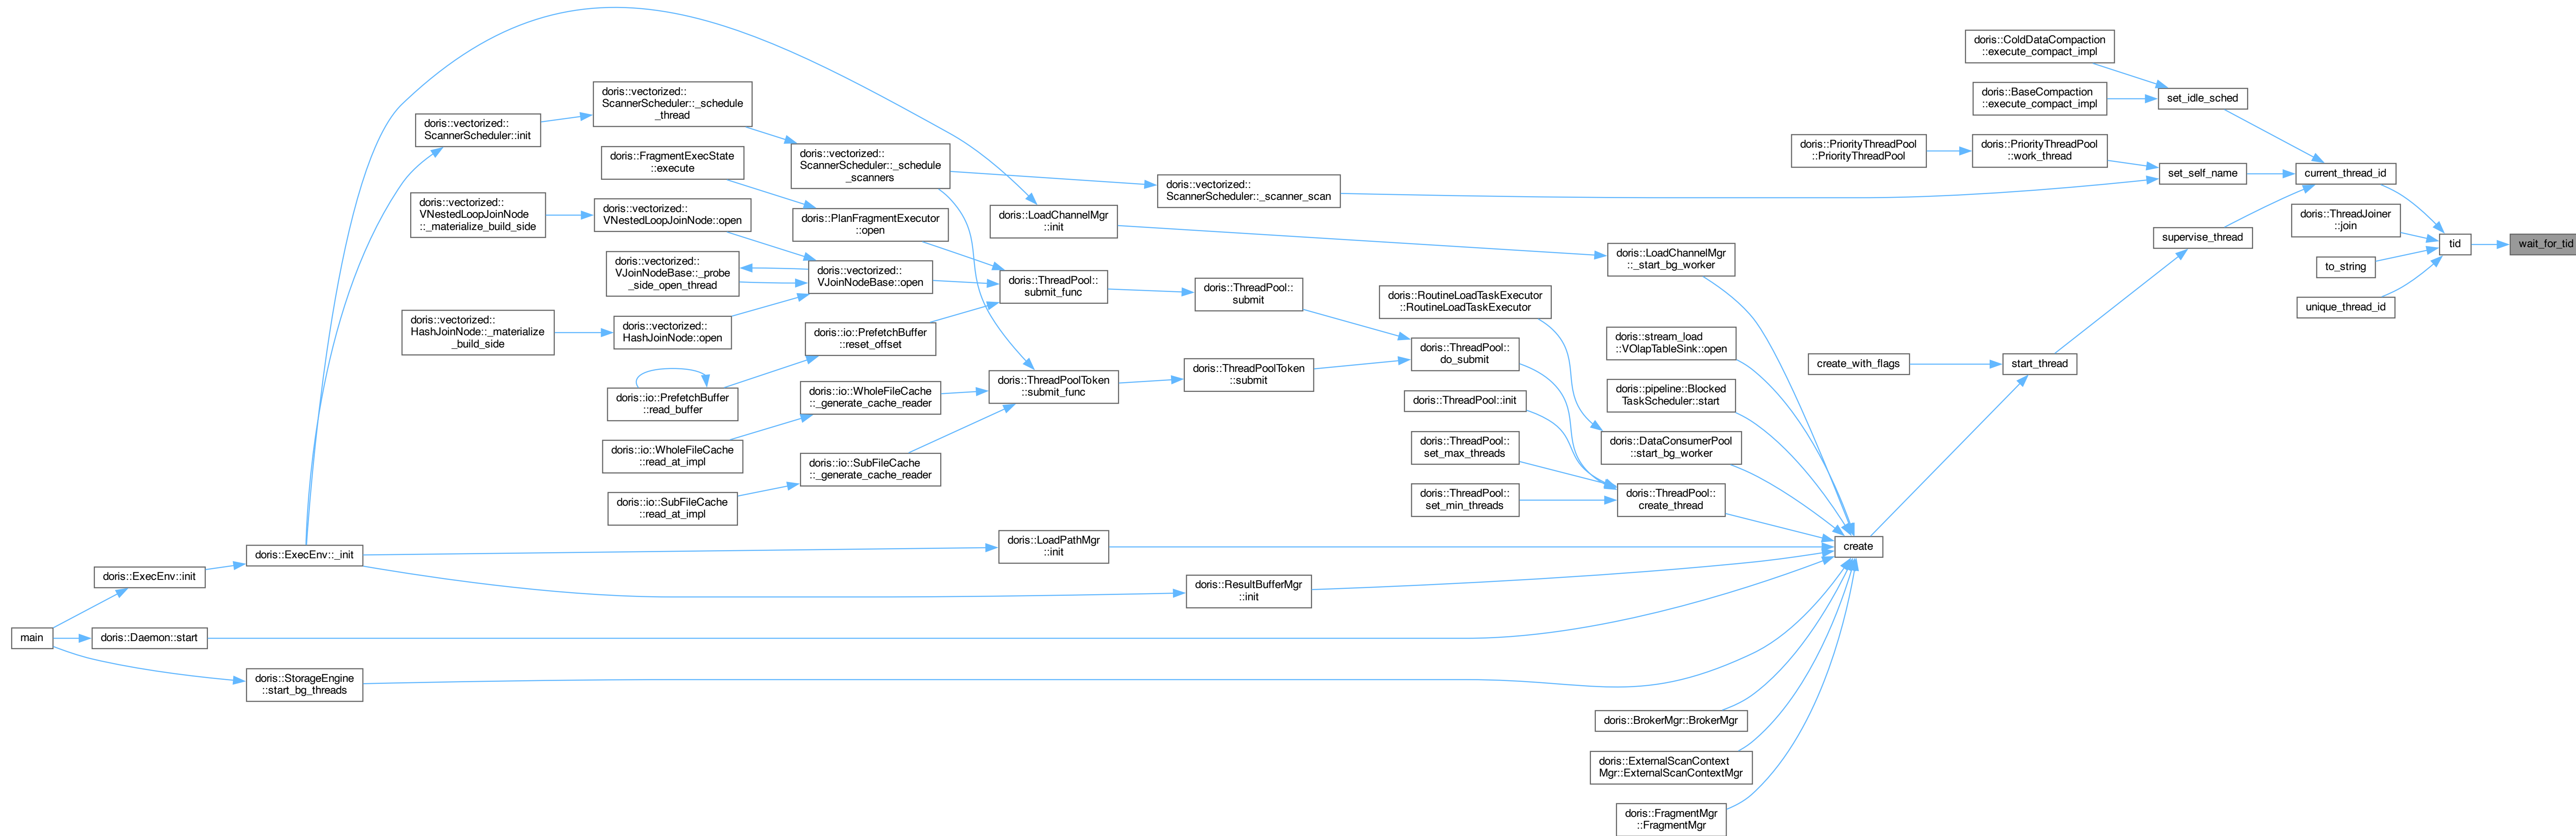 main
doris::ExecEnv::init
doris::Daemon::start
doris::ExecEnv::_init
doris::StorageEngine
::start_bg_threads
doris::vectorized::
ScannerScheduler::init
doris::vectorized::
VNestedLoopJoinNode
::_materialize_build_side
doris::vectorized::
HashJoinNode::_materialize
_build_side
doris::vectorized::
ScannerScheduler::_schedule
_thread
doris::FragmentExecState
::execute
doris::vectorized::
VNestedLoopJoinNode::open
doris::vectorized::
VJoinNodeBase::_probe
_side_open_thread
doris::vectorized::
HashJoinNode::open
doris::io::PrefetchBuffer
::read_buffer
doris::io::WholeFileCache
::read_at_impl
doris::io::SubFileCache
::read_at_impl
doris::vectorized::
ScannerScheduler::_schedule
_scanners
doris::PlanFragmentExecutor
::open
doris::vectorized::
VJoinNodeBase::open
doris::io::PrefetchBuffer
::reset_offset
doris::io::WholeFileCache
::_generate_cache_reader
doris::io::SubFileCache
::_generate_cache_reader
doris::LoadChannelMgr
::init
doris::ThreadPool::
submit_func
doris::ThreadPoolToken
::submit_func
doris::LoadPathMgr
::init
doris::vectorized::
ScannerScheduler::_scanner_scan
doris::ThreadPool::
submit
doris::ThreadPoolToken
::submit
doris::ResultBufferMgr
::init
doris::RoutineLoadTaskExecutor
::RoutineLoadTaskExecutor
doris::ThreadPool::
do_submit
doris::ThreadPool::init
doris::ThreadPool::
set_max_threads
doris::ThreadPool::
set_min_threads
doris::LoadChannelMgr
::_start_bg_worker
doris::stream_load
::VOlapTableSink::open
doris::pipeline::Blocked
TaskScheduler::start
doris::DataConsumerPool
::start_bg_worker
doris::ThreadPool::
create_thread
doris::BrokerMgr::BrokerMgr
doris::ExternalScanContext
Mgr::ExternalScanContextMgr
doris::FragmentMgr
::FragmentMgr
doris::PriorityThreadPool
::PriorityThreadPool
create_with_flags
create
doris::ColdDataCompaction
::execute_compact_impl
doris::BaseCompaction
::execute_compact_impl
doris::PriorityThreadPool
::work_thread
start_thread
set_idle_sched
set_self_name
supervise_thread
current_thread_id
doris::ThreadJoiner
::join
to_string
unique_thread_id
tid
wait_for_tid